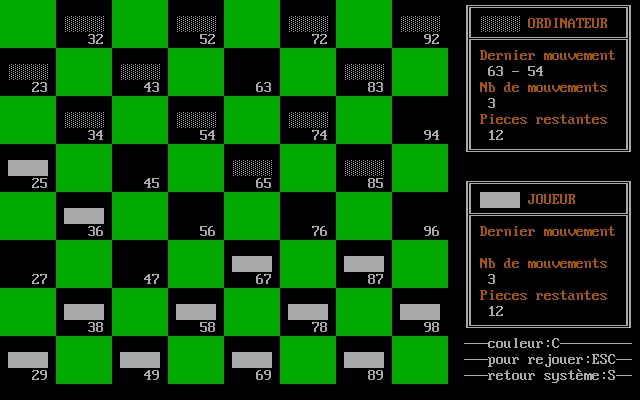 32 52 72 92
23 43 63 83
34 54 74 94
25 45 65 85
36 56 76 96
27 47 67 87
38 58 78 98
29 49 69 89
ORDINATEUR
Dernier mouvement
63 - 54
Nb de mouvements
3
Pieces restantes
12
JOUEUR
Dernier mouvement
Nb de mouvements
3
Pieces restantes
12
couleur:C
pour rejouer:ESC
retour système:S